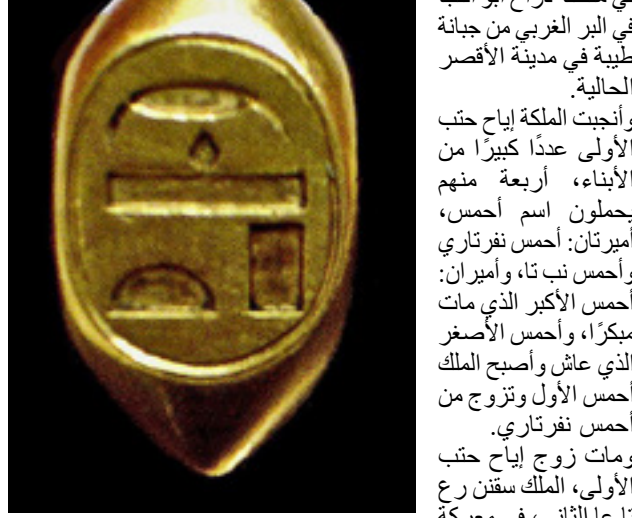 في البر الغربي من جبانة
طيبة في مدينة الأقصر
الحالية.
وأنجبت الملكة إياح حتب
الأولى عددًا كبيرًا من
الأبناء، أربعة منهم
يحملون اسم أحمس،
أميرتان: أحمس نفرتاري
وأحمس نب تا، وأميران:
أحمس الأكبر الذي مات
مبكرًا، وأحمس الأصغر
الذي عاش وأصبح الملك
أحمس الأول وتزوج من
أحمس نفرتاري.
ومات زوج إياح حتب
الأولى، الملك سقنن رع